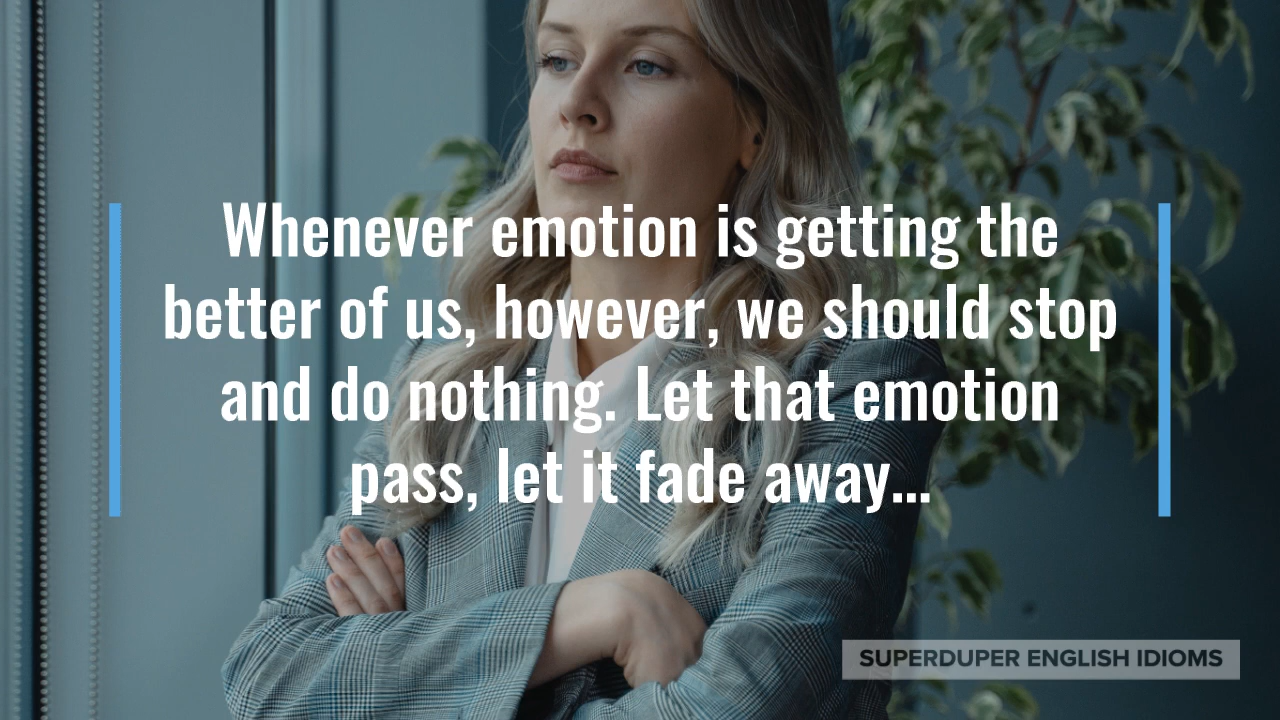 Whenever emotion is getting the
better of us, however, we should stop
and do nothing. Let that emotion
pass, let it fade away...
SUPERDUPER ENGLISH IDIOMS